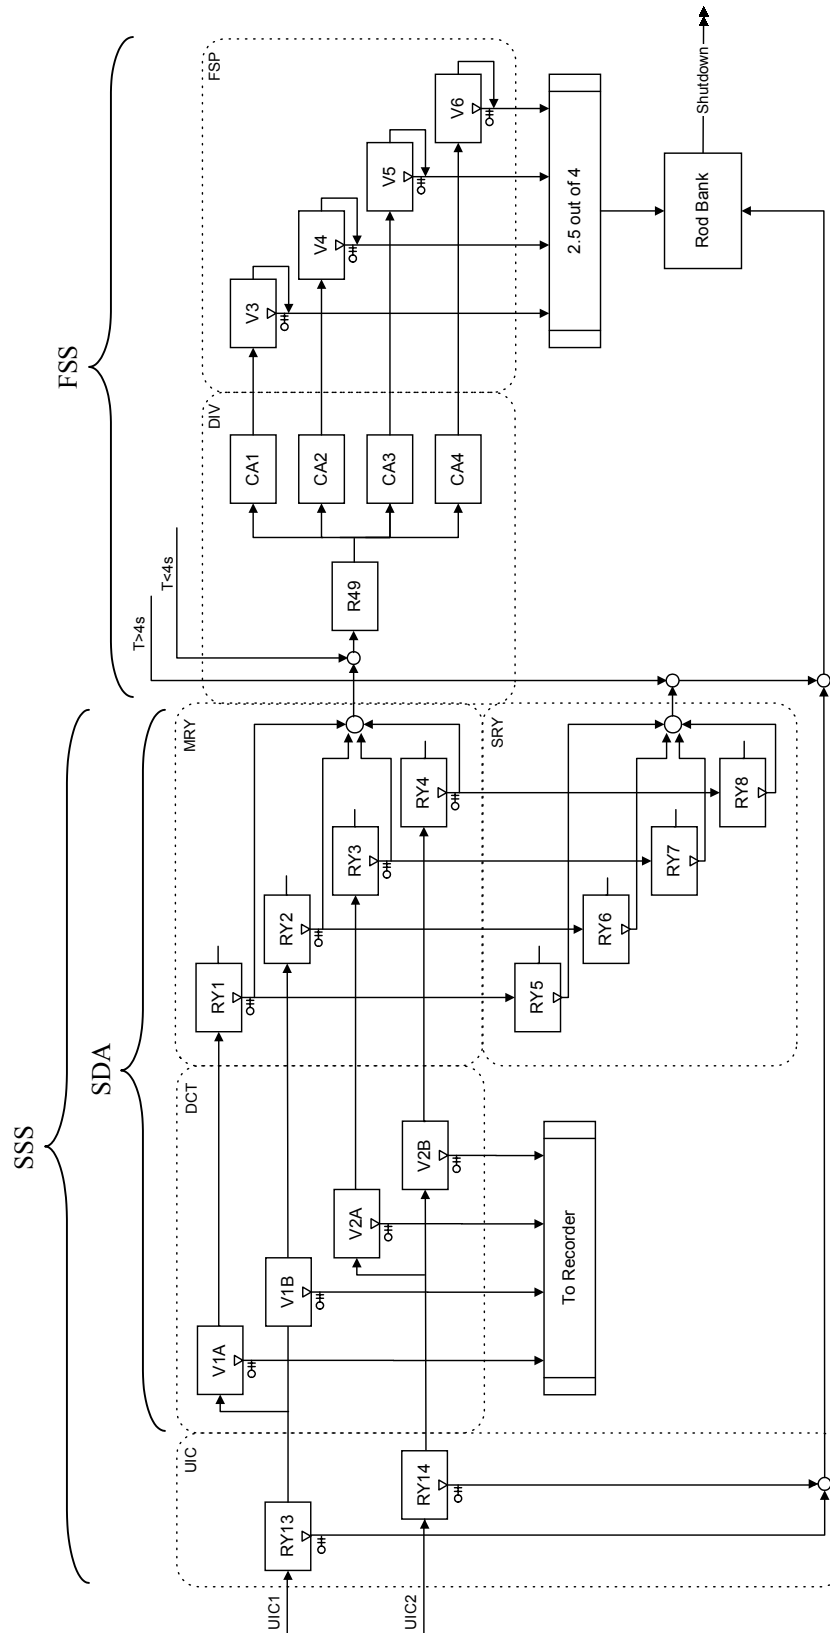 SSS
SDA
FSS
UIC
DCT
MRY
SRY
DIV
FSP
UIC1
UIC2
RY13
RY14
V1A
V1B
V2A
V2B
To Recorder
RY1
RY2
RY3
RY4
RY5
RY6
RY7
RY8
T>4s
T<4s
R49
CA1
CA2
CA3
CA4
V3
V4
V5
V6
2.5 out of 4
Rod Bank
Shutdown